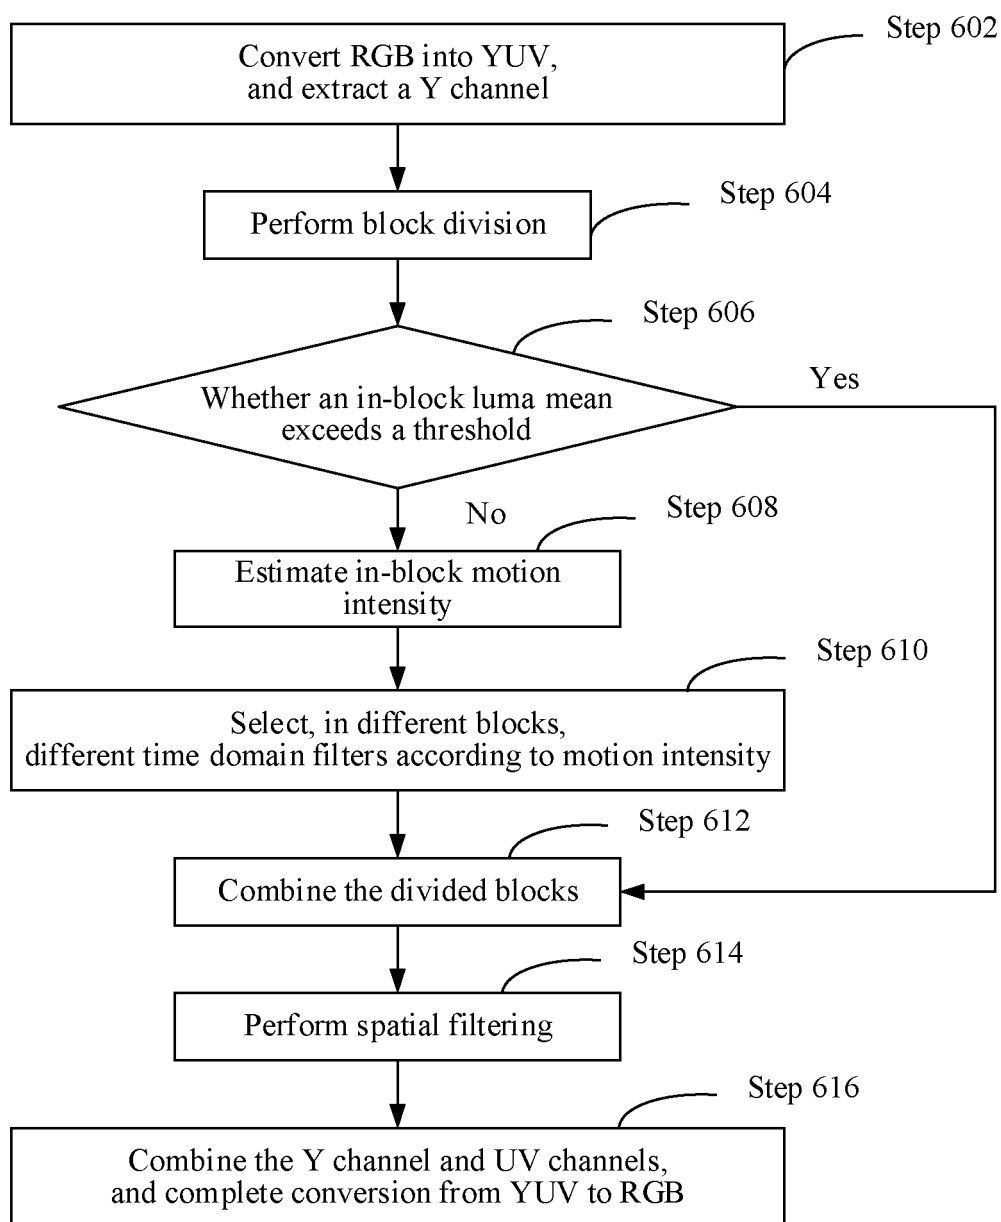 Step 602
Convert RGB into YUV,
and extract a Y channel
Step 604
Perform block division
Step 606
Yes
Whether an in-block luma mean
exceeds a threshold
No
Step 608
Estimate in-block motion
intensity
Step 610
Select, in different blocks,
different time domain filters according to motion intensity
Step 612
Combine the divided blocks
Step 614
Perform spatial filtering
Step 616
Combine the Y channel and UV channels,
and complete conversion from YUV to RGB